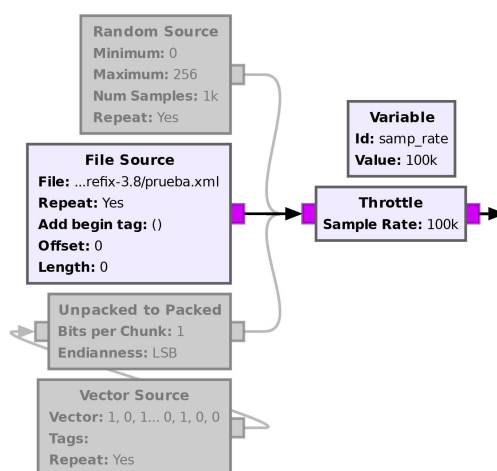 Random Source
Minimum: 0
Maximum: 256
Num Samples: 1k
Repeat: Yes
Variable
Id: samp_rate
Value: 100k
File Source
File: ...refix-3.8/prueba.xml
Repeat: Yes
Add begin tag: ()
Offset: 0
Length: 0
Throttle
Sample Rate: 100k
Unpacked to Packed
Bits per Chunk: 1
Endianness: LSB
Vector Source
Vector: 1, 0, 1... 0, 1, 0, 0
Tags:
Repeat: Yes